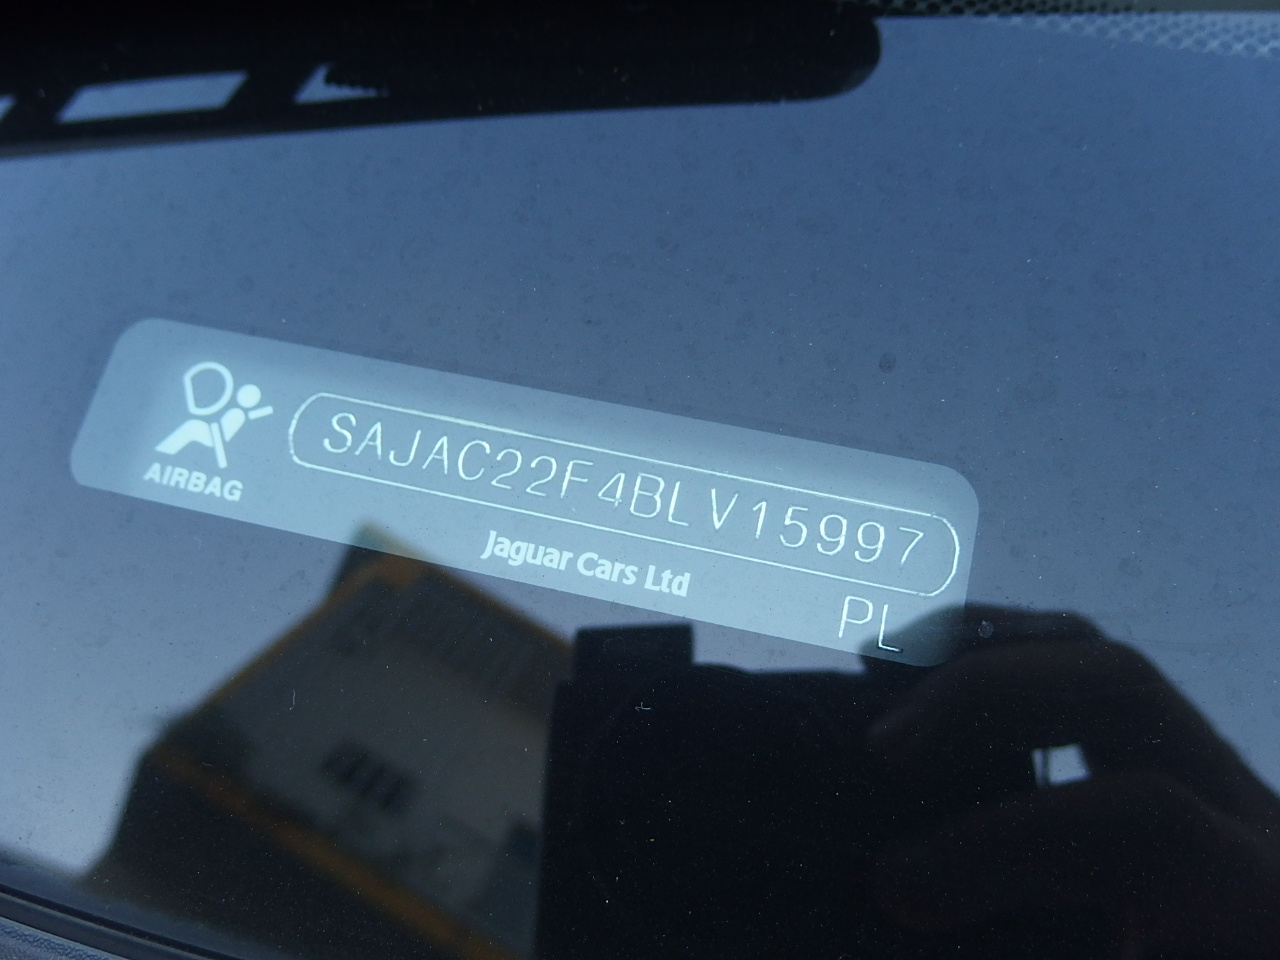 SAJAC22F4BLV15997
AIRBAG
Jaguar Cars Ltd
PL